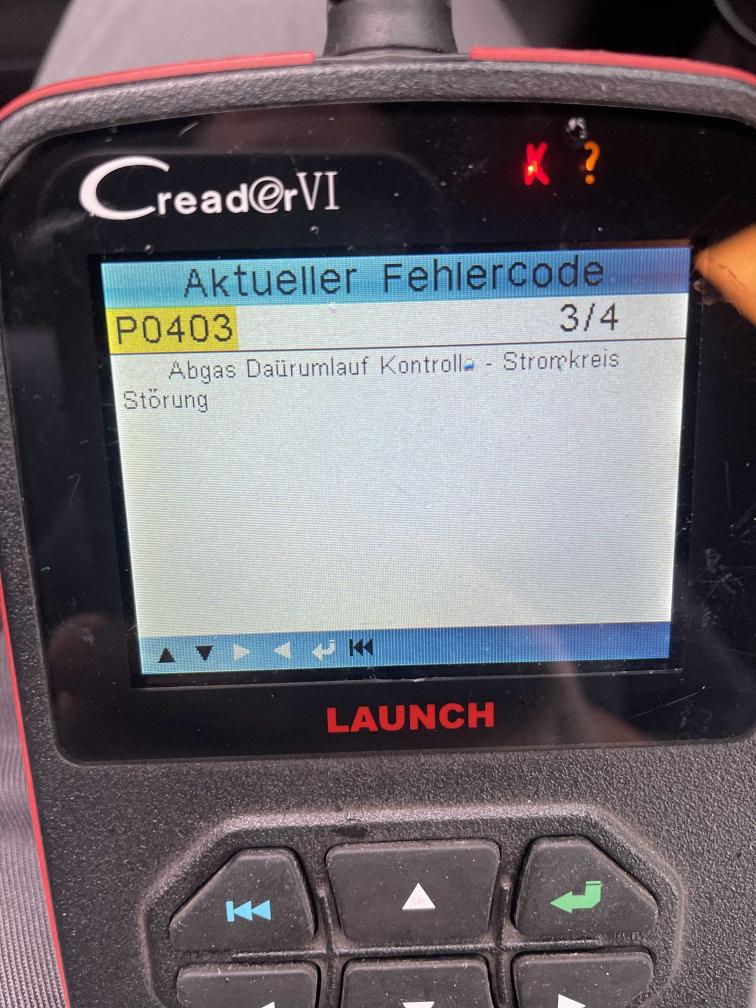 Cread@rVI
K ?
Aktueller Fehlercode
P0403 3/4
Abgas Daürumlauf Kontrolle - Stromkreis
Störung
LAUNCH